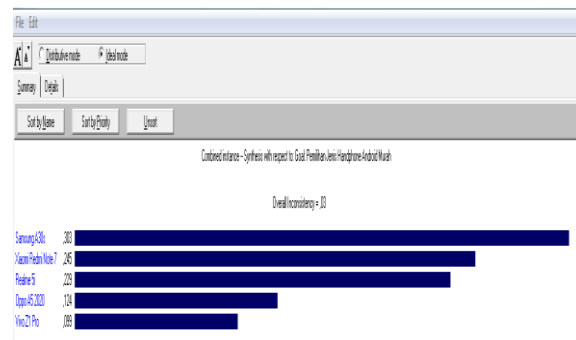 File Edit
A A Distributive mode Ideal mode
Summary Details
Sort by Name Sort by Priority Unsort
Combined instance -- Synthesis with respect to: Goal: Pemilihan Jenis Handphone Android Murah
Overall Inconsistency = ,03
Samsung A30s ,303
Xiaomi Redmi Note 7 ,245
Realme 5i ,229
Oppo A5 2020 ,124
Vivo Z1 Pro ,099